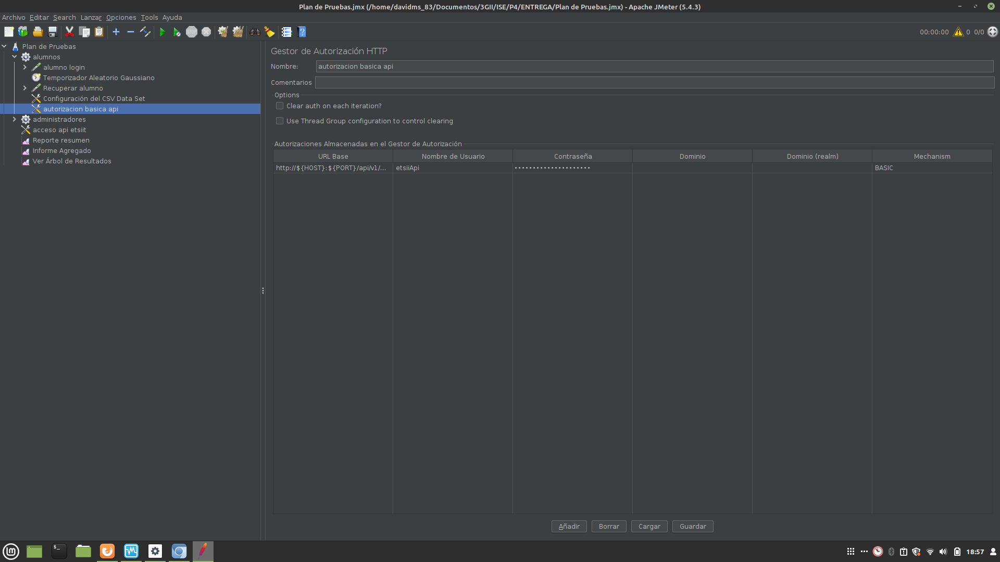 Plan de Pruebas.jmx (/home/davidms_83/Documentos/3GII/ISE/P4/ENTREGA/Plan de Pruebas.jmx) - Apache JMeter (5.4.3)
Archivo Editar Search Lanzar Opciones Tools Ayuda
00:00:00 0 0/0
Plan de Pruebas
alumnos
alumno login
Temporizador Aleatorio Gaussiano
Recuperar alumno
Configuración del CSV Data Set
autorizacion basica api
administradores
acceso api etsiit
Reporte resumen
Informe Agregado
Ver Árbol de Resultados
Gestor de Autorización HTTP
Nombre: autorizacion basica api
Comentarios
Options
Clear auth on each iteration?
Use Thread Group configuration to control clearing
Autorizaciones Almacenadas en el Gestor de Autorización
URL Base Nombre de Usuario Contraseña Dominio Dominio (realm) Mechanism
http://${HOST}:${PORT}/api/v1/... etsiiApi ••••••••••••••••••••• BASIC
Añadir Borrar Cargar Guardar
18:57